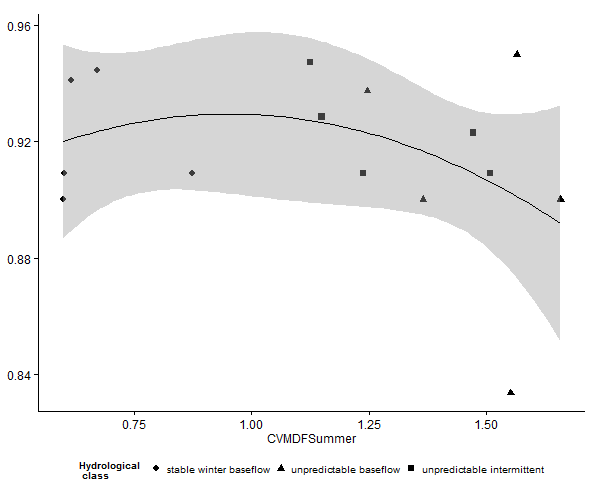 0.96
0.92
0.88
0.84
0.75 1.00 1.25 1.50
CVMDFSummer
Hydrological
class
stable winter baseflow unpredictable baseflow unpredictable intermittent